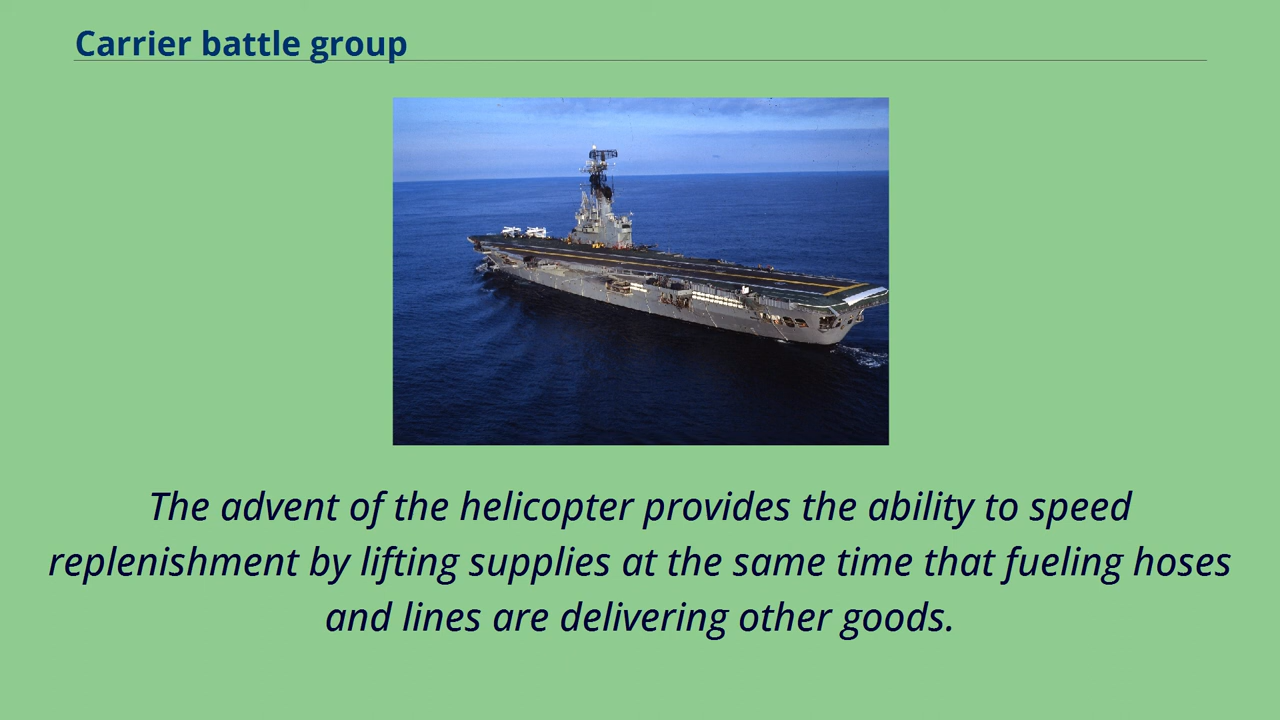 Carrier battle group
The advent of the helicopter provides the ability to speed
replenishment by lifting supplies at the same time that fueling hoses
and lines are delivering other goods.